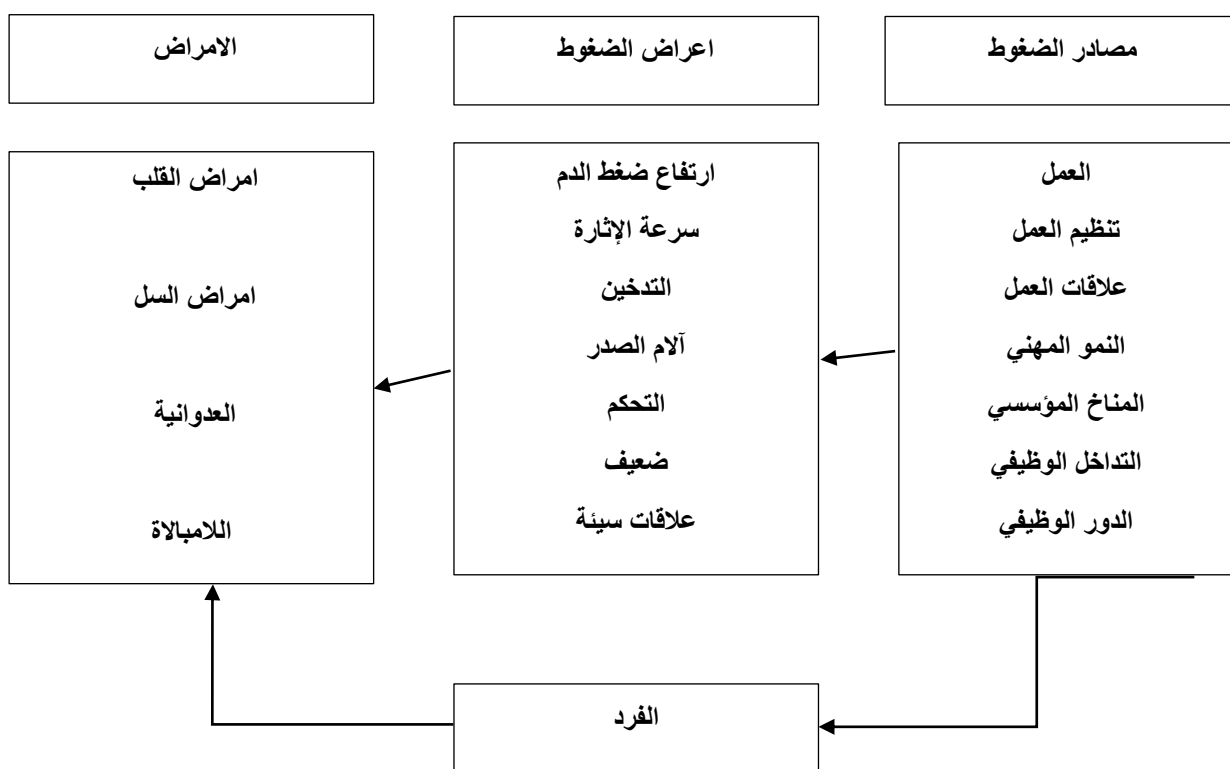 مصادر الضغوط
اعراض الضغوط
الامراض
العمل
تنظيم العمل
علاقات العمل
النمو المهني
المناخ المؤسسي
التداخل الوظيفي
الدور الوظيفي
ارتفاع ضغط الدم
سرعة الإثارة
التدخين
آلام الصدر
التحكم
ضعيف
علاقات سيئة
امراض القلب
امراض السل
العدوانية
اللامبالاة
الفرد